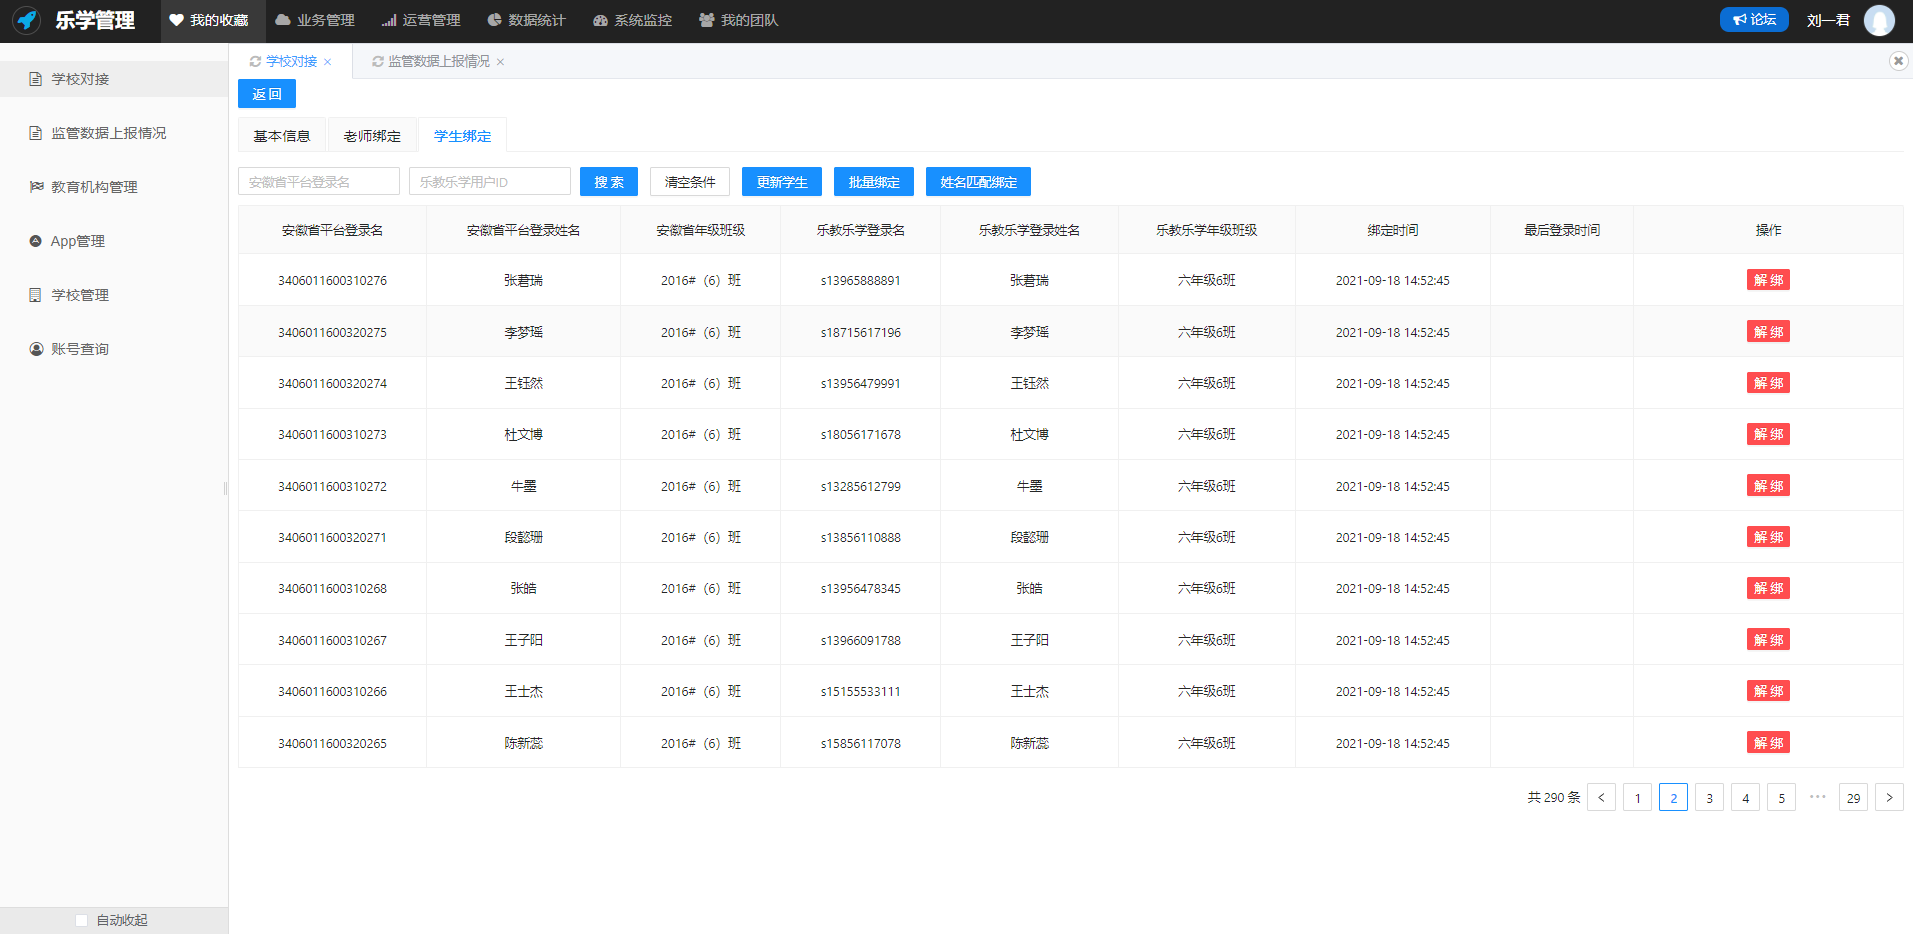 乐学管理 我的收藏 业务管理 运营管理 数据统计 系统监控 我的团队 论坛 刘一君
学校对接 监管数据上报情况
学校对接
监管数据上报情况
教育机构管理
App管理
学校管理
账号查询
自动收起
返 回
基本信息 老师绑定 学生绑定
安徽省平台登录名 乐教乐学用户ID 搜 索 清空条件 更新学生 批量绑定 姓名匹配绑定
安徽省平台登录名 安徽省平台登录姓名 安徽省年级班级 乐教乐学登录名 乐教乐学登录姓名 乐教乐学年级班级 绑定时间 最后登录时间 操作
3406011600310276 张莙瑞 2016#（6）班 s13965888891 张莙瑞 六年级6班 2021-09-18 14:52:45 解 绑
3406011600320275 李梦瑶 2016#（6）班 s18715617196 李梦瑶 六年级6班 2021-09-18 14:52:45 解 绑
3406011600320274 王钰然 2016#（6）班 s13956479991 王钰然 六年级6班 2021-09-18 14:52:45 解 绑
3406011600310273 杜文博 2016#（6）班 s18056171678 杜文博 六年级6班 2021-09-18 14:52:45 解 绑
3406011600310272 牛墨 2016#（6）班 s13285612799 牛墨 六年级6班 2021-09-18 14:52:45 解 绑
3406011600320271 段懿珊 2016#（6）班 s13856110888 段懿珊 六年级6班 2021-09-18 14:52:45 解 绑
3406011600310268 张皓 2016#（6）班 s13956478345 张皓 六年级6班 2021-09-18 14:52:45 解 绑
3406011600310267 王子阳 2016#（6）班 s13966091788 王子阳 六年级6班 2021-09-18 14:52:45 解 绑
3406011600310266 王士杰 2016#（6）班 s15155533111 王士杰 六年级6班 2021-09-18 14:52:45 解 绑
3406011600320265 陈新蕊 2016#（6）班 s15856117078 陈新蕊 六年级6班 2021-09-18 14:52:45 解 绑
共 290 条 < 1 2 3 4 5 ••• 29 >